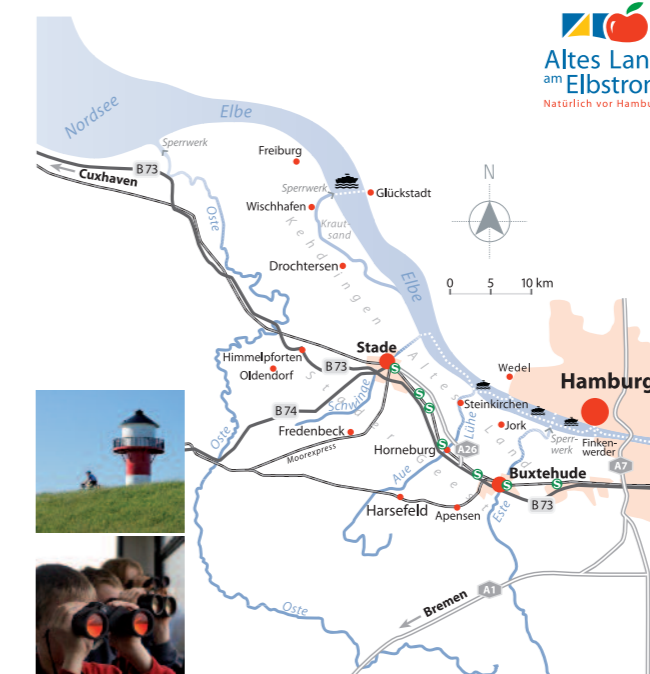 Altes Lan
am Elbstron
Natürlich vor Hambu
Nordsee
Elbe
Sperrwerk
Freiburg
B 73
Cuxhaven
N
Sperrwerk
Glückstadt
Wischhafen
Oste
Kraut-
sand
Kehdingen
Drochtersen
Elbe
0 5 10 km
Stade
Altes Land
Wedel
Himmelpforten
B 73
Oldendorf
S
Hamburg
Stader Geest
Schwinge
B 74
S
S
Steinkirchen
Lühe
Jork
Fredenbeck
Oste
Moorexpress
Horneburg
S
A26
Sperr-
werk
Finken-
werder
A7
Aue
S
Buxtehude
S
S
B 73
Harsefeld
Apensen
Este
A1
Bremen
Oste